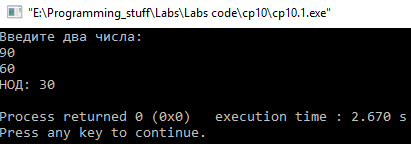 "E:\Programming_stuff\Labs\Labs code\cp10\cp10.1.exe"
Введите два числа:
90
60
НОД: 30
Process returned 0 (0x0)   execution time : 2.670 s
Press any key to continue.